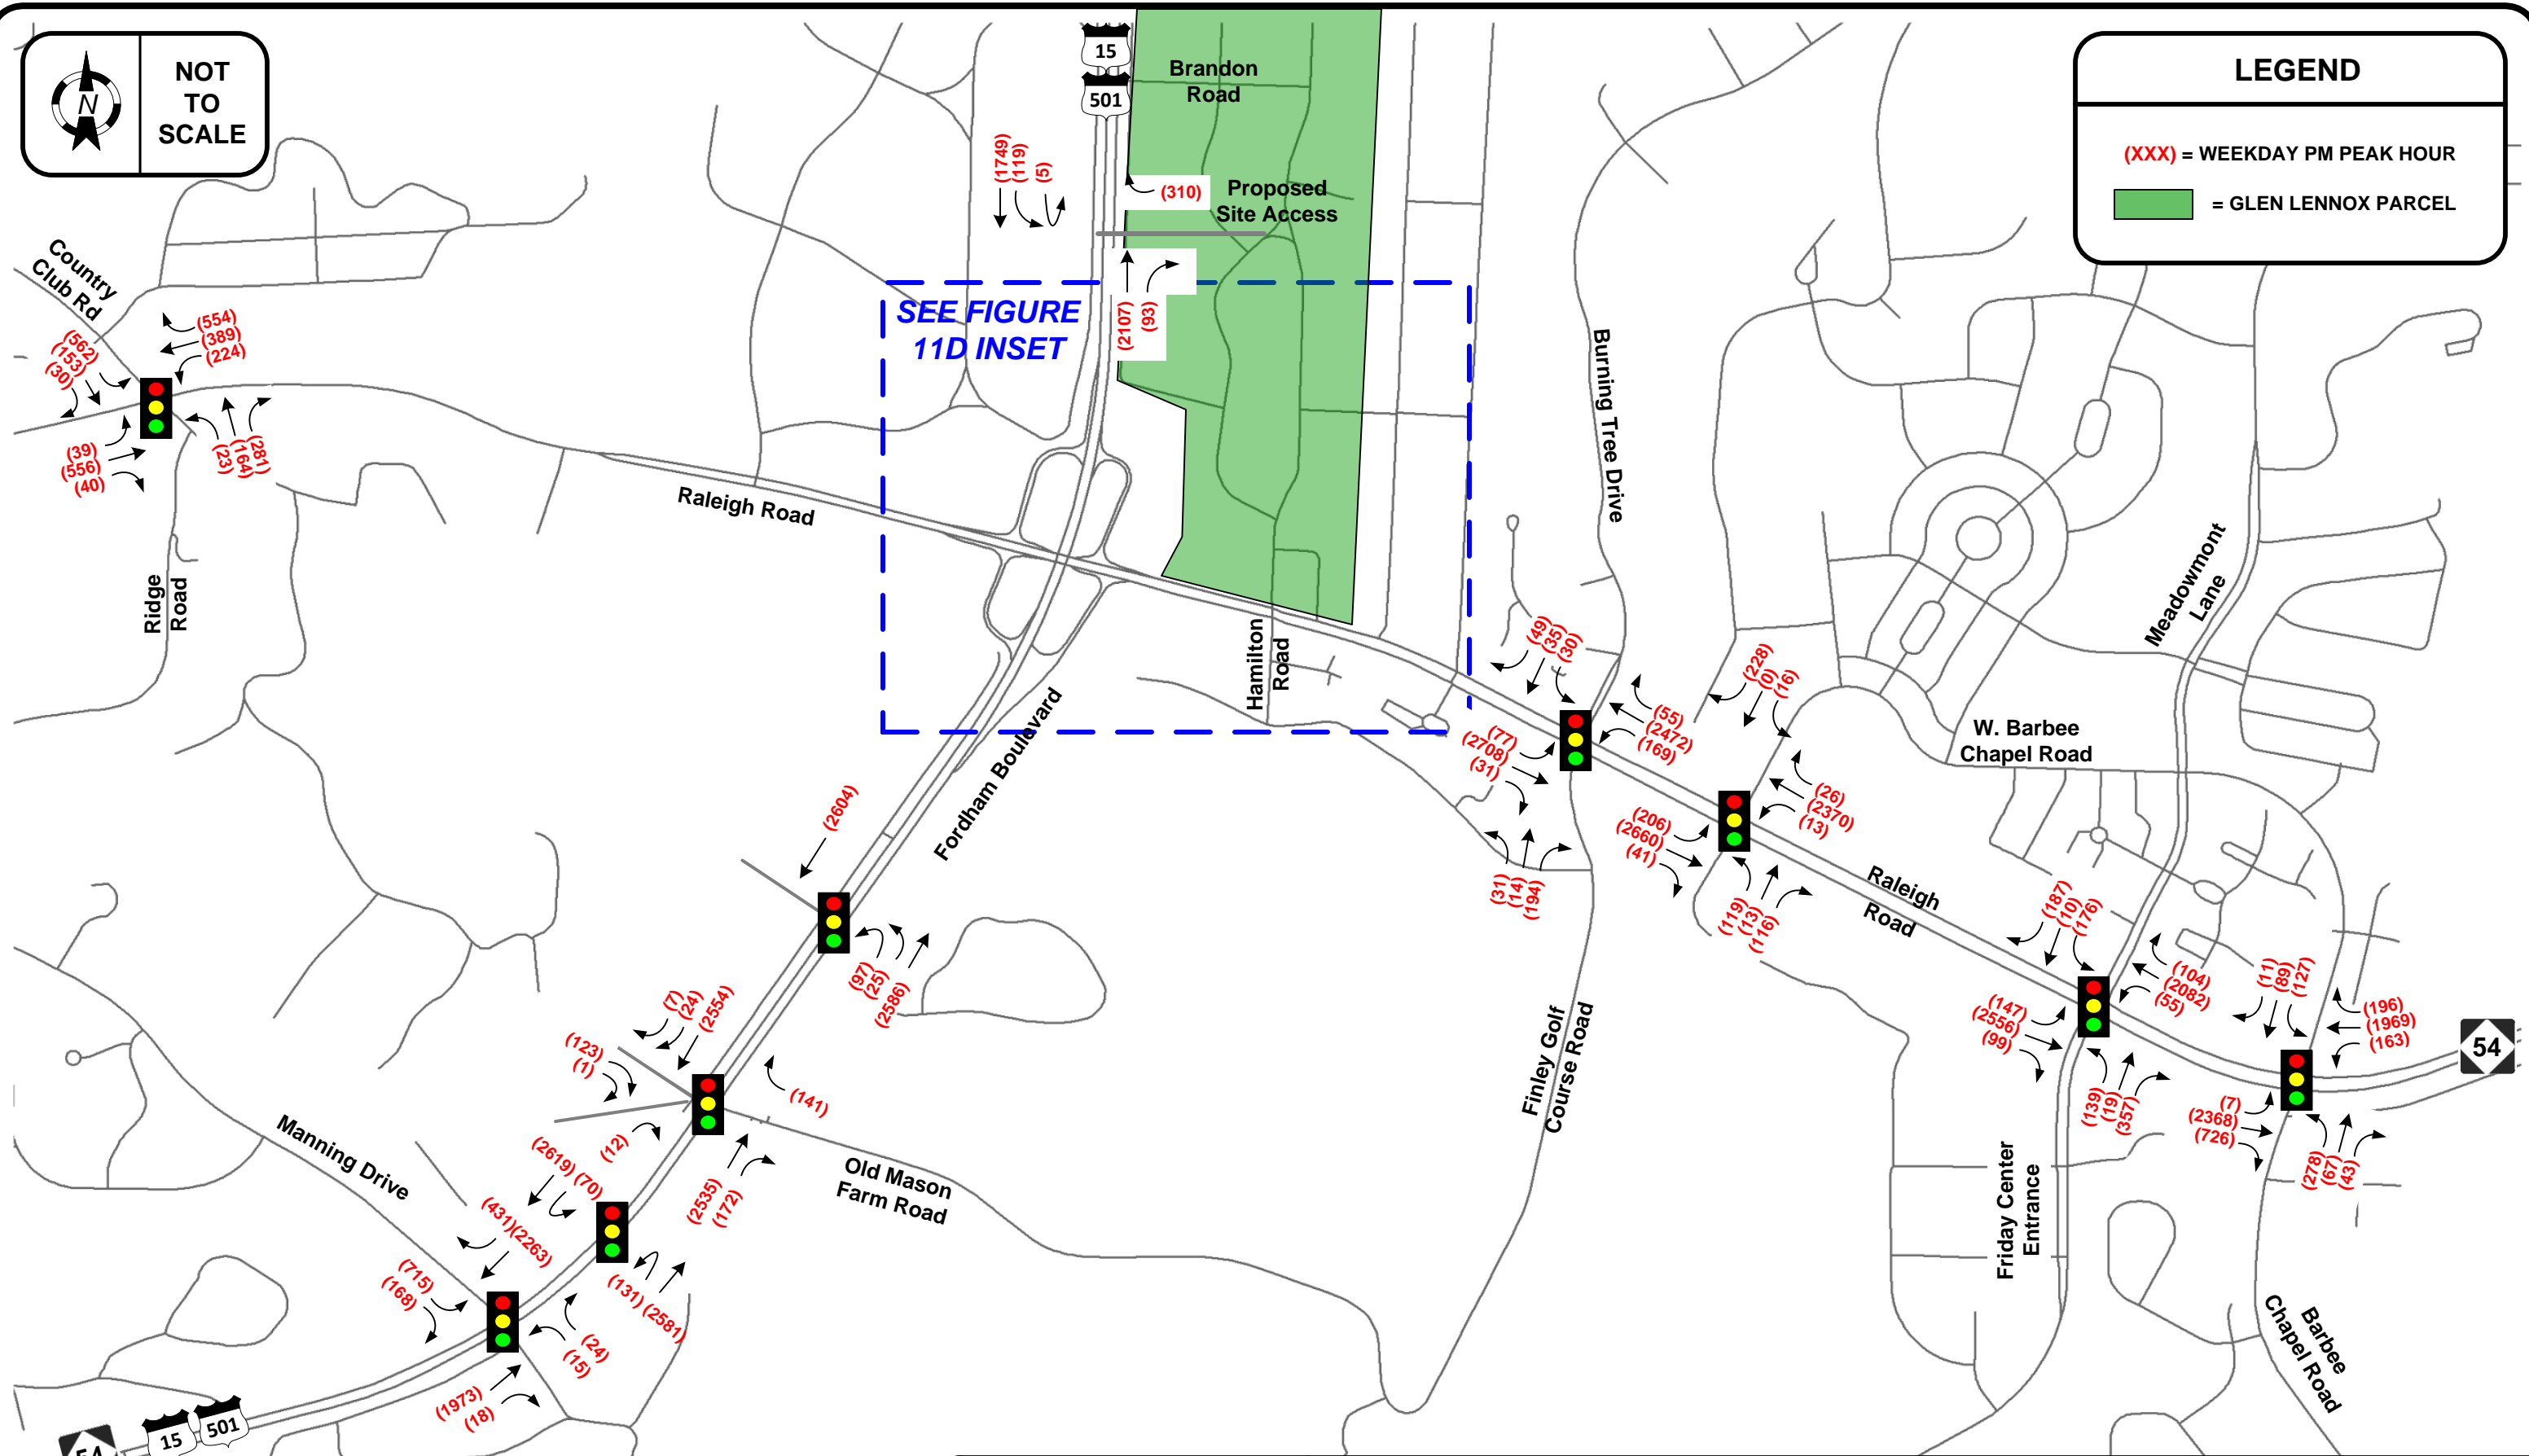 N
NOT
TO
SCALE
15
501
Brandon
Road
LEGEND
(XXX) = WEEKDAY PM PEAK HOUR
= GLEN LENNOX PARCEL
(1749)
(119)
(5)
(310)
Proposed
Site Access
(2107)
(93)
SEE FIGURE
11D INSET
Country
Club Rd
(554)
(389)
(224)
(562)
(153)
(30)
(39)
(556)
(40)
(23)
(164)
(281)
Raleigh Road
Ridge
Road
Burning Tree Drive
Meadowmont
Lane
Hamilton
Road
(49)
(35)
(30)
(55)
(2472)
(169)
(77)
(2708)
(31)
(31)
(14)
(194)
(228)
(0)
(16)
(26)
(2370)
(13)
(206)
(2660)
(41)
(119)
(13)
(116)
W. Barbee
Chapel Road
Fordham Boulevard
Raleigh
Road
(2604)
(97)
(25)
(2586)
(187)
(10)
(176)
(104)
(2082)
(55)
(147)
(2556)
(99)
(139)
(19)
(357)
(11)
(89)
(127)
(196)
(1969)
(163)
54
(7)
(2368)
(726)
(278)
(67)
(43)
(7)
(24)
(2554)
(123)
(1)
(141)
(12)
(2535)
(172)
Finley Golf
Course Road
Manning Drive
Old Mason
Farm Road
Friday Center
Entrance
(2619) (70)
(431)(2263)
(131) (2581)
(715)
(168)
(24)
(15)
(1973)
(18)
Barbee
Chapel Road
54
15
501